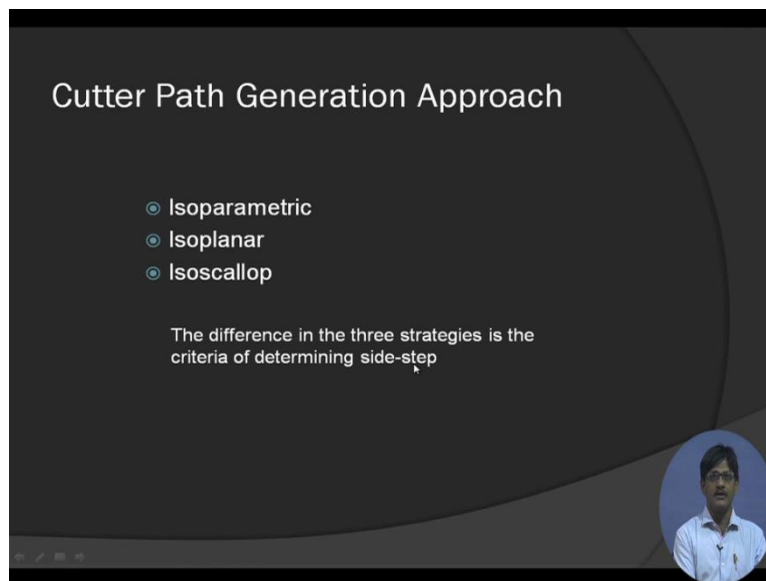 Cutter Path Generation Approach
Isoparametric
Isoplanar
Isoscallop
The difference in the three strategies is the
criteria of determining side-step